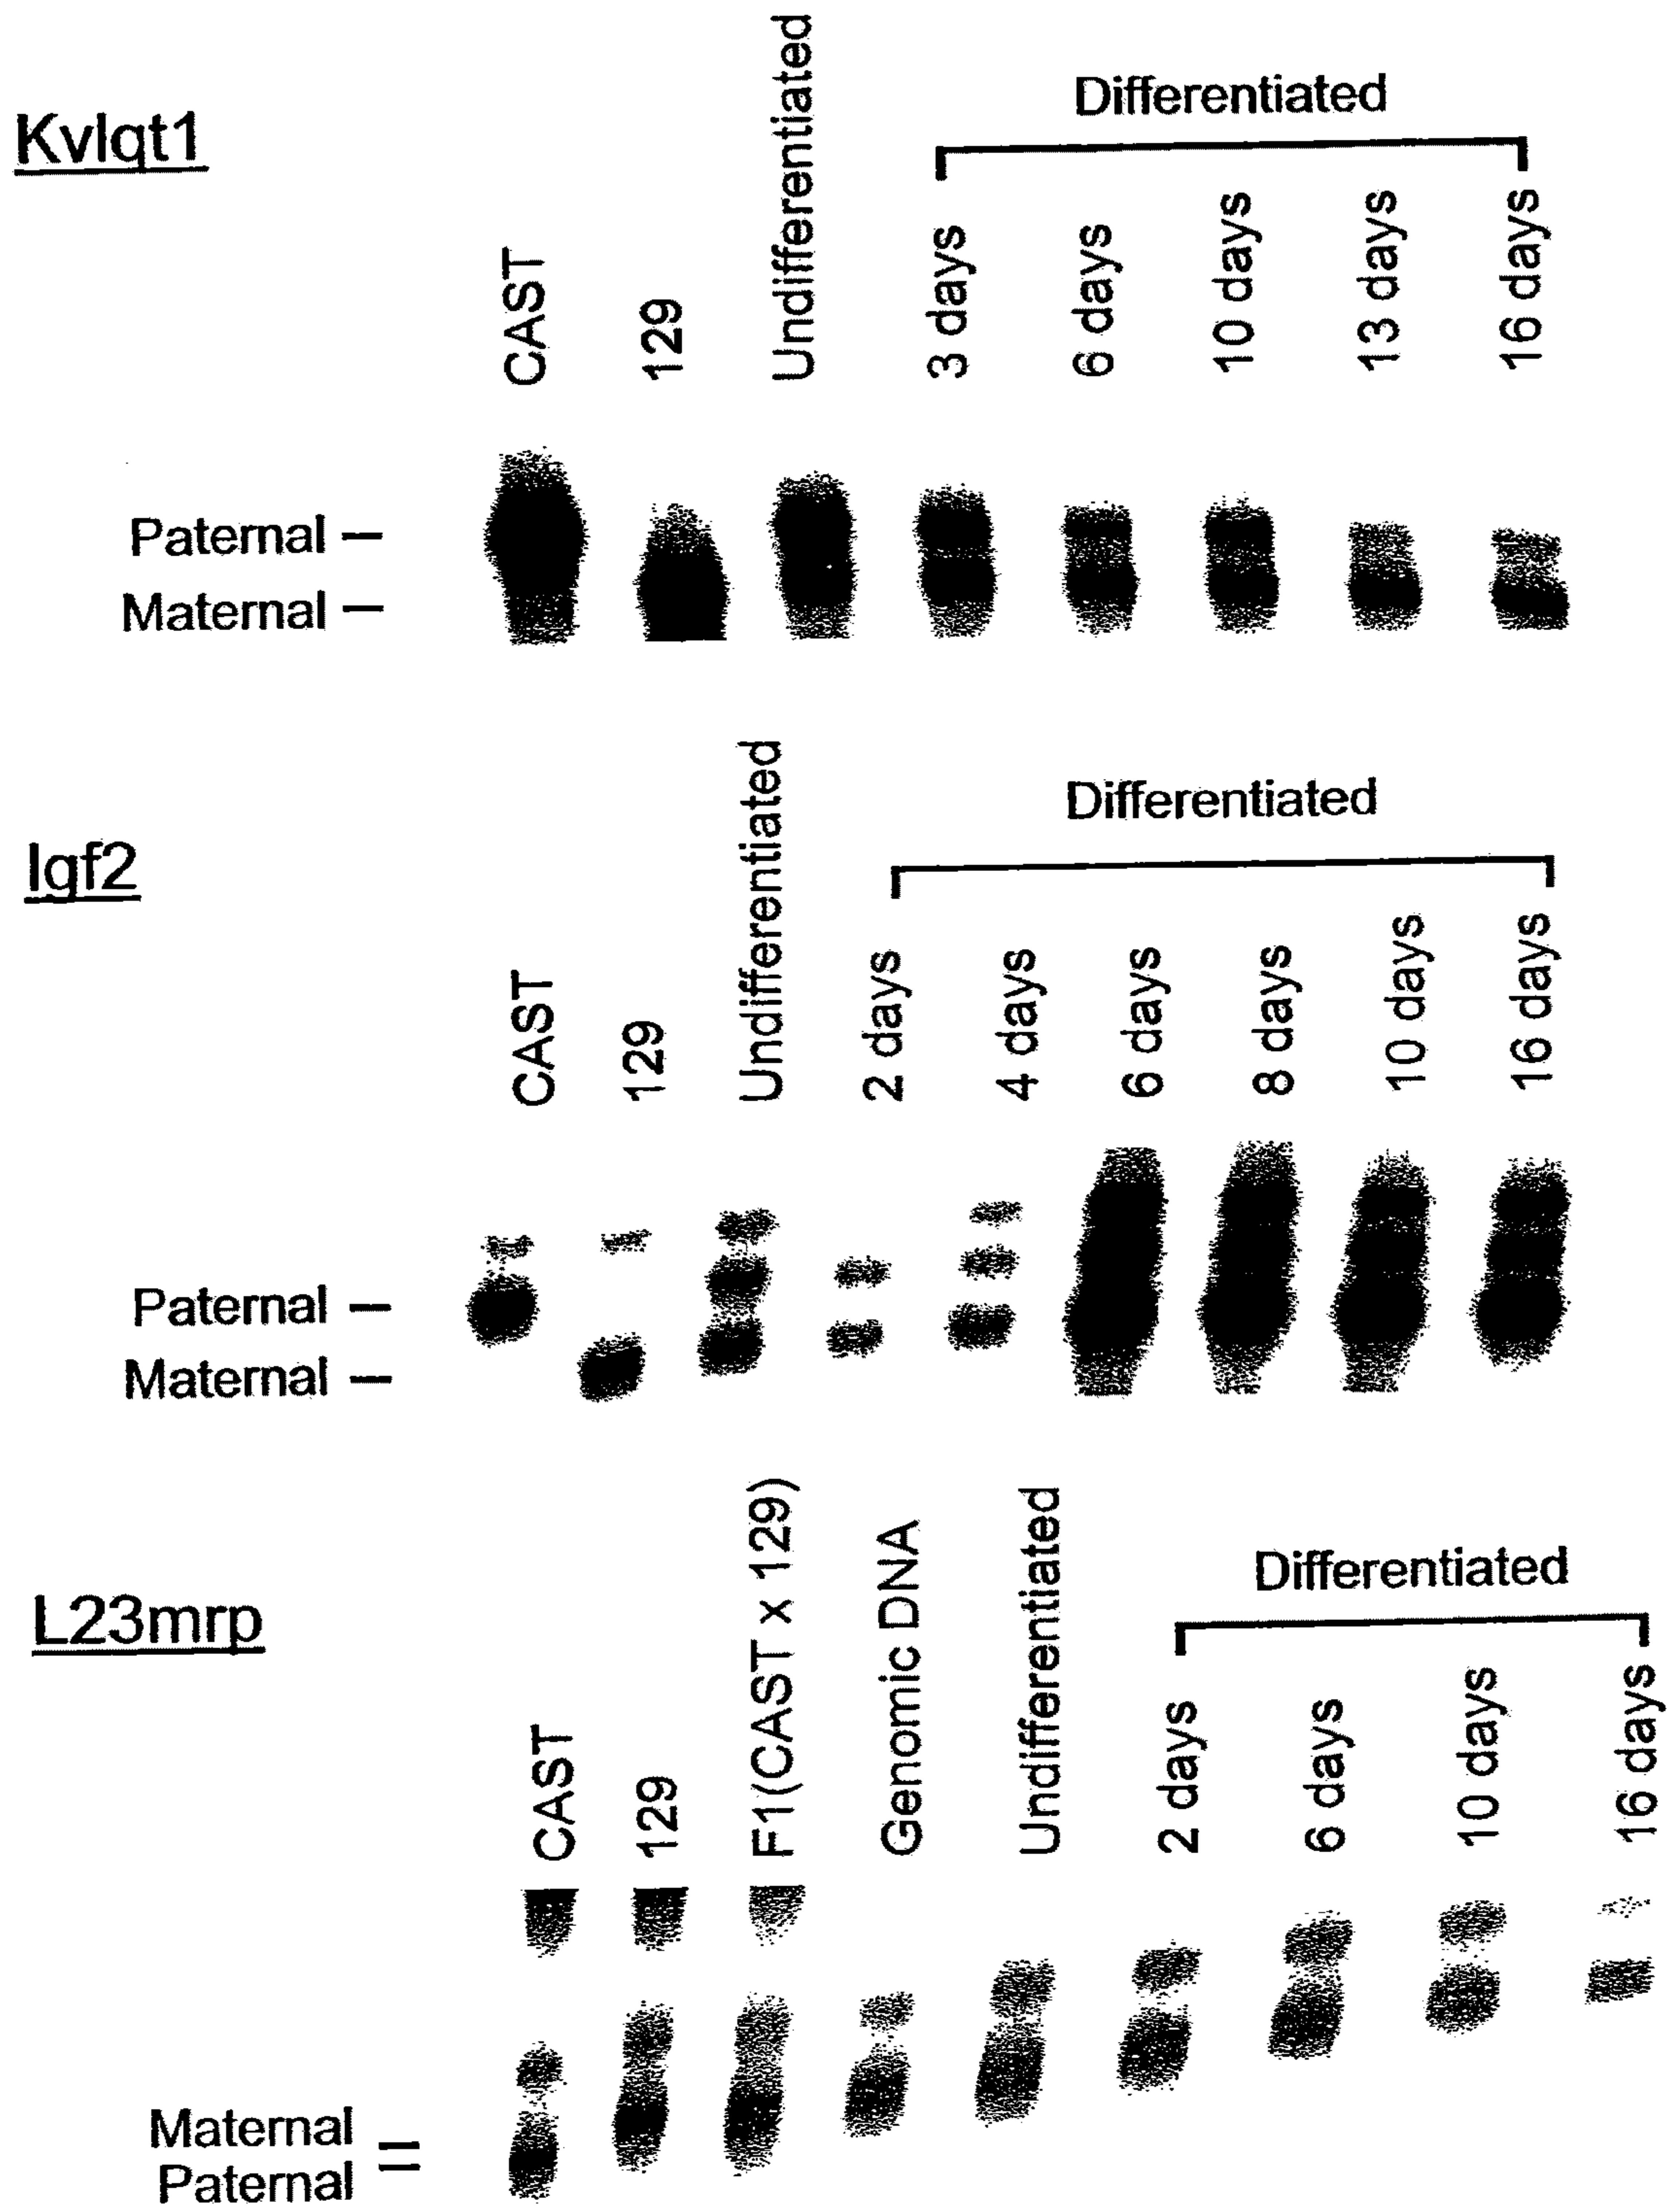 Kvlqt1
Differentiated
CAST
129
Undifferentiated
3 days
6 days
10 days
13 days
16 days
Paternal –
Maternal –
Igf2
Differentiated
CAST
129
Undifferentiated
2 days
4 days
6 days
8 days
10 days
16 days
Paternal –
Maternal –
L23mrp
Differentiated
CAST
129
F1(CAST x 129)
Genomic DNA
Undifferentiated
2 days
6 days
10 days
16 days
Maternal –
Paternal –